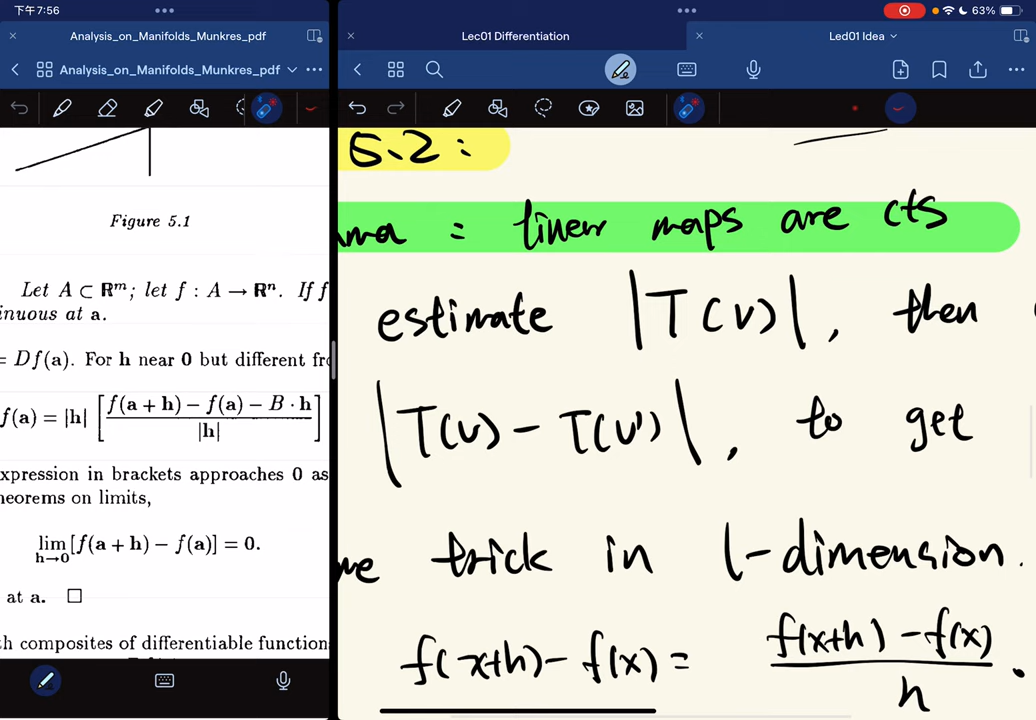 下午7:56
63%
Analysis_on_Manifolds_Munkres_pdf
Analysis_on_Manifolds_Munkres_pdf
Figure 5.1
Let A ⊂ Rᵐ; let f : A → Rⁿ. If f
inuous at a.
= Df(a). For h near 0 but different fr
f(a) = |h| [ f(a + h) − f(a) − B · h / |h| ]
xpression in brackets approaches 0 as
heorems on limits,
lim h→0 [f(a + h) − f(a)] = 0.
at a. □
th composites of differentiable function
Lec01 Differentiation
Led01 Idea
5.2 :
ma : linear maps are cts
estimate |T(v)|, then
|T(v) − T(v')|, to get
me trick in 1-dimension.
f(x+h) − f(x) = f(x+h) − f(x) / h ·